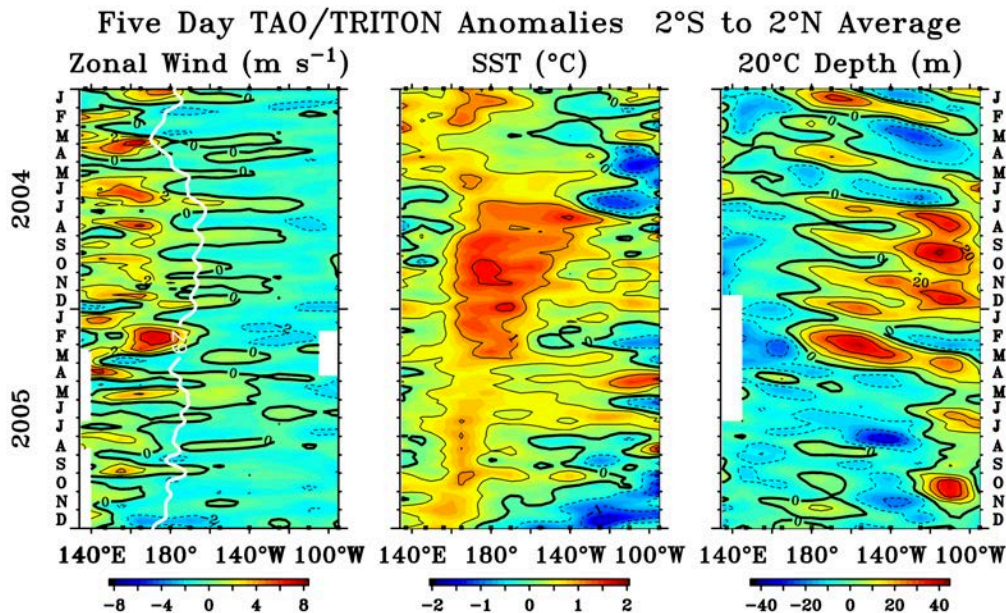 Five Day TAO/TRITON Anomalies 2°S to 2°N Average
Zonal Wind (m s⁻¹) SST (°C) 20°C Depth (m)
2004
2005
J
F
M
A
M
J
J
A
S
O
N
D
J
F
M
A
M
J
J
A
S
O
N
D
J
F
M
A
M
J
J
A
S
O
N
D
J
F
M
A
M
J
J
A
S
O
N
D
140°E 180° 140°W 100°W 140°E 180° 140°W 100°W 140°E 180° 140°W 100°W
-8 -4 0 4 8 -2 -1 0 1 2 -40 -20 0 20 40